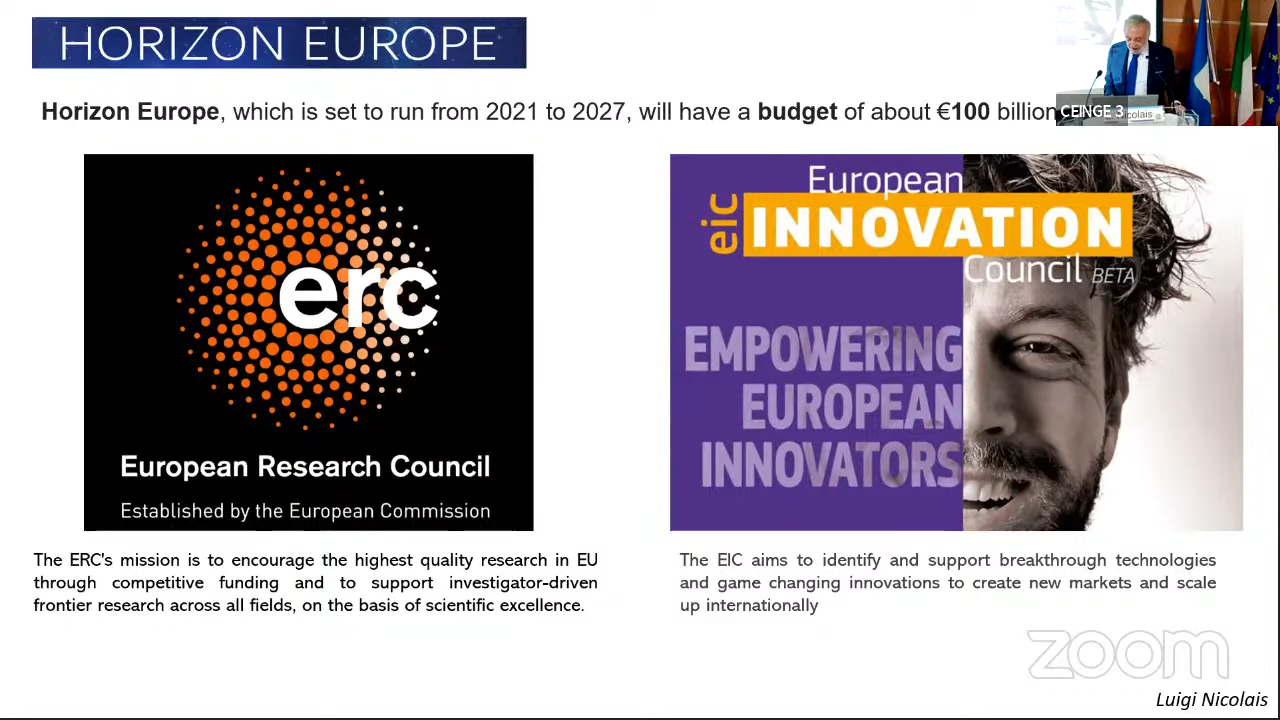 HORIZON EUROPE
Horizon Europe, which is set to run from 2021 to 2027, will have a budget of about €100 billion
CEINGE 3
erc
European Research Council
Established by the European Commission
European
eic
INNOVATION
Council BETA
EMPOWERING
EUROPEAN
INNOVATORS
The ERC's mission is to encourage the highest quality research in EU
through competitive funding and to support investigator-driven
frontier research across all fields, on the basis of scientific excellence.
The EIC aims to identify and support breakthrough technologies
and game changing innovations to create new markets and scale
up internationally
zoom
Luigi Nicolais